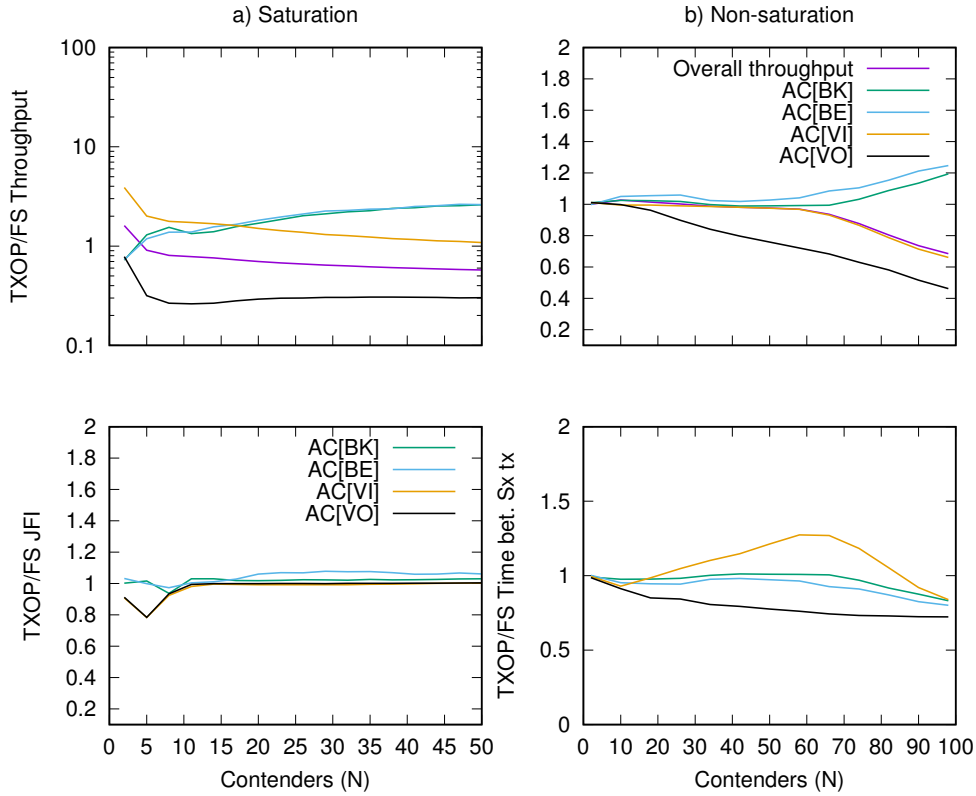 a) Saturation
b) Non-saturation
TXOP/FS Throughput
100
10
1
0.1
2
1.8
1.6
1.4
1.2
1
0.8
0.6
0.4
0.2
Overall throughput
AC[BK]
AC[BE]
AC[VI]
AC[VO]
TXOP/FS JFI
2
1.8
1.6
1.4
1.2
1
0.8
0.6
0.4
0.2
AC[BK]
AC[BE]
AC[VI]
AC[VO]
0 5 10 15 20 25 30 35 40 45 50
Contenders (N)
TXOP/FS Time bet. Sx tx
2
1.5
1
0.5
0
0 10 20 30 40 50 60 70 80 90 100
Contenders (N)